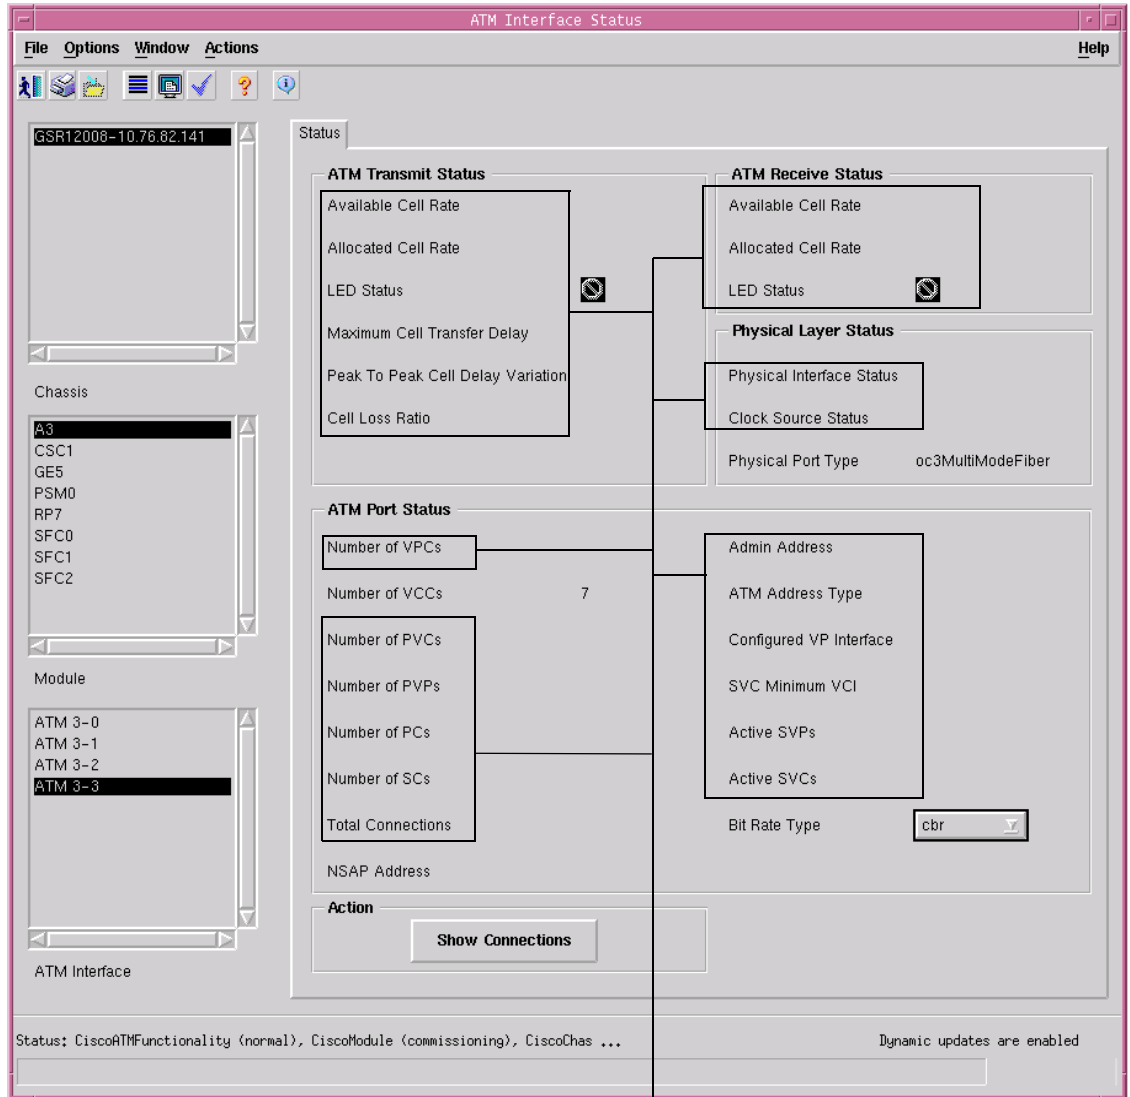 ATM Interface Status
File Options Window Actions Help
GSR12008-10.76.82.141
Chassis
A3
CSC1
GE5
PSM0
RP7
SFC0
SFC1
SFC2
Module
ATM 3-0
ATM 3-1
ATM 3-2
ATM 3-3
ATM Interface
Status
ATM Transmit Status
Available Cell Rate
Allocated Cell Rate
LED Status
Maximum Cell Transfer Delay
Peak To Peak Cell Delay Variation
Cell Loss Ratio
ATM Receive Status
Available Cell Rate
Allocated Cell Rate
LED Status
Physical Layer Status
Physical Interface Status
Clock Source Status
Physical Port Type oc3MultiModeFiber
ATM Port Status
Number of VPCs
Number of VCCs 7
Number of PVCs
Number of PVPs
Number of PCs
Number of SCs
Total Connections
NSAP Address
Admin Address
ATM Address Type
Configured VP Interface
SVC Minimum VCI
Active SVPs
Active SVCs
Bit Rate Type cbr
Action
Show Connections
Status: CiscoATMFunctionality (normal), CiscoModule (commissioning), CiscoChas ... Dynamic updates are enabled